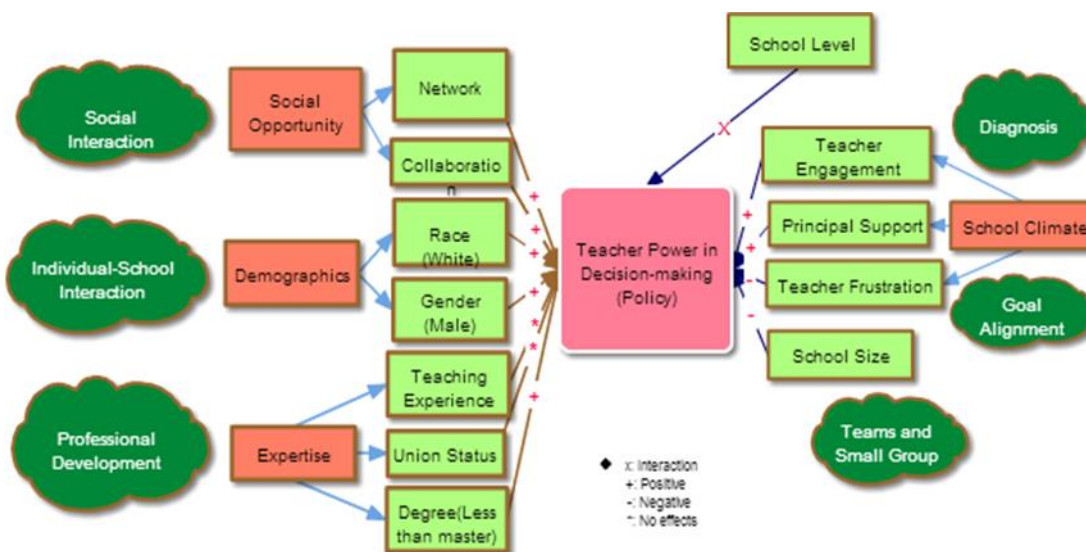 Social
Interaction
Individual-School
Interaction
Professional
Development
Social
Opportunity
Demographics
Expertise
Network
Collaboratio
n
Race
(White)
Gender
(Male)
Teaching
Experience
Union Status
Degree(Less
than master)
+
+
+
+
*
*
+
School Level
x
Teacher Power in
Decision-making
(Policy)
+
+
-
-
Teacher
Engagement
Principal Support
Teacher Frustration
School Size
School Climate
Diagnosis
Goal
Alignment
Teams and
Small Group
◆ x: Interaction
+: Positive
-: Negative
*: No effects